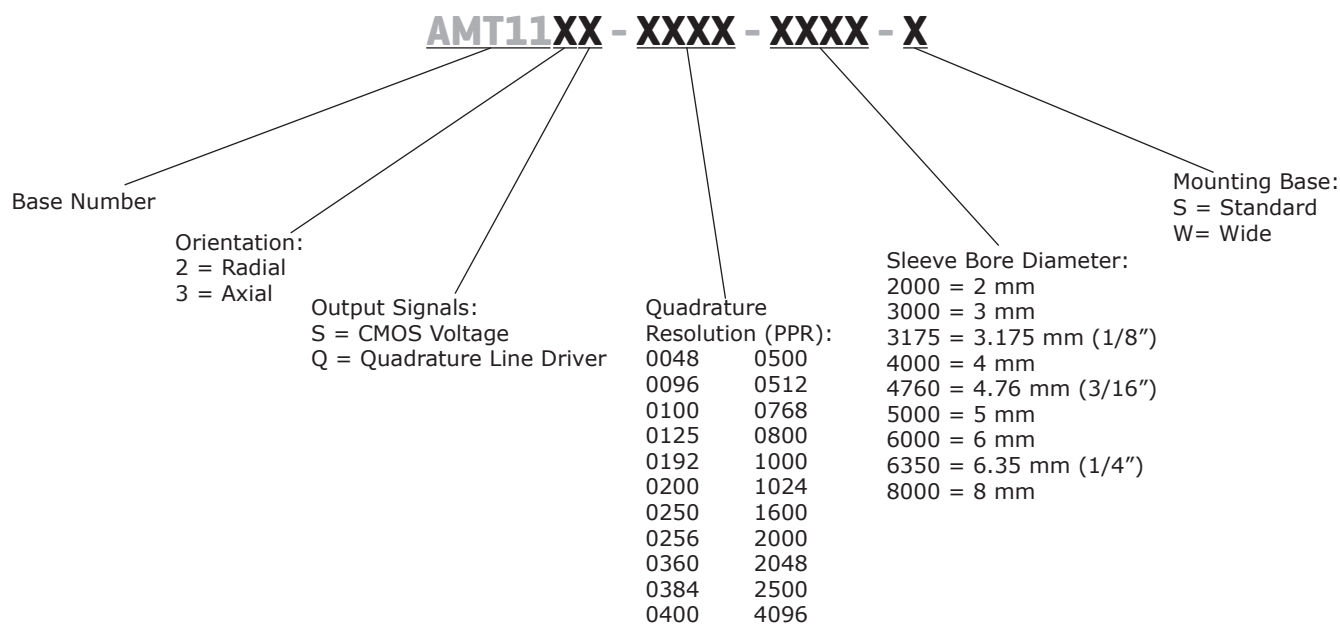 AMT11XX - XXXX - XXXX - X
Base Number
Orientation:
2 = Radial
3 = Axial
Output Signals:
S = CMOS Voltage
Q = Quadrature Line Driver
Quadrature
Resolution (PPR):
0048 0500
0096 0512
0100 0768
0125 0800
0192 1000
0200 1024
0250 1600
0256 2000
0360 2048
0384 2500
0400 4096
Sleeve Bore Diameter:
2000 = 2 mm
3000 = 3 mm
3175 = 3.175 mm (1/8″)
4000 = 4 mm
4760 = 4.76 mm (3/16″)
5000 = 5 mm
6000 = 6 mm
6350 = 6.35 mm (1/4″)
8000 = 8 mm
Mounting Base:
S = Standard
W= Wide